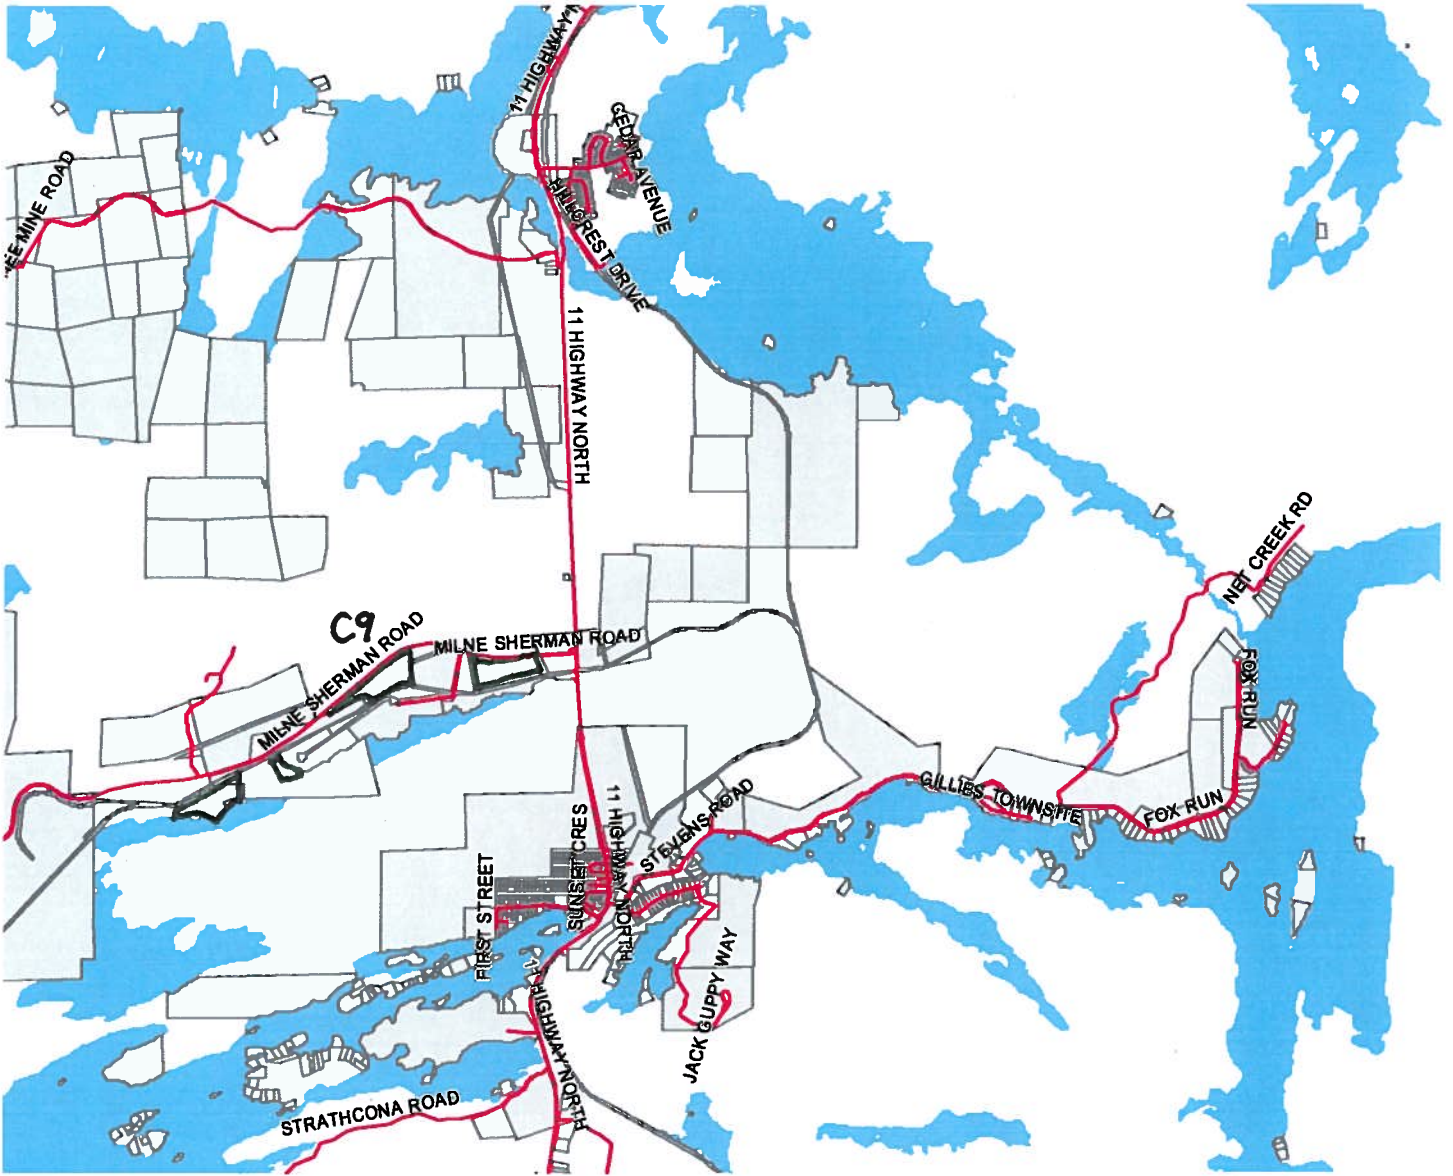 11 HIGHWAY N
CEDAR AVENUE
MINE ROAD
HILLCREST DRIVE
11 HIGHWAY NORTH
NET CREEK RD
C9
MILNE SHERMAN ROAD
MILNE SHERMAN ROAD
FOX RUN
GILLIES TOWNSITE
FOX RUN
11 HIGHWAY NORTH
STEVENS ROAD
SUNSET CRES
FIRST STREET
JACK GUPPY WAY
11 HIGHWAY NORTH
STRATHCONA ROAD